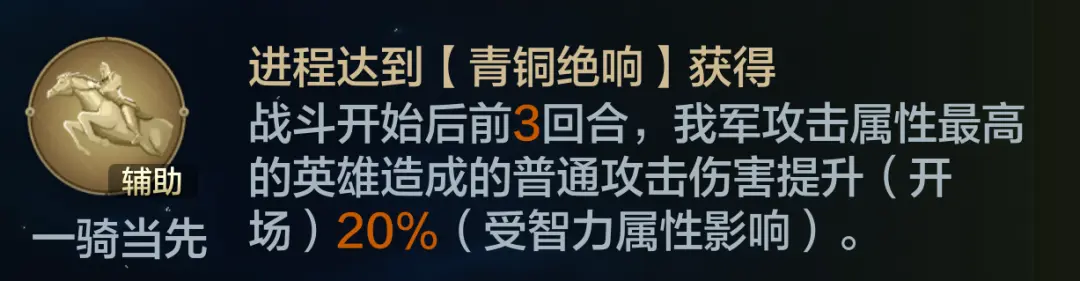 进程达到【青铜绝响】获得
战斗开始后前3回合，我军攻击属性最高
的英雄造成的普通攻击伤害提升（开
场）20%（受智力属性影响）。
辅助
一骑当先